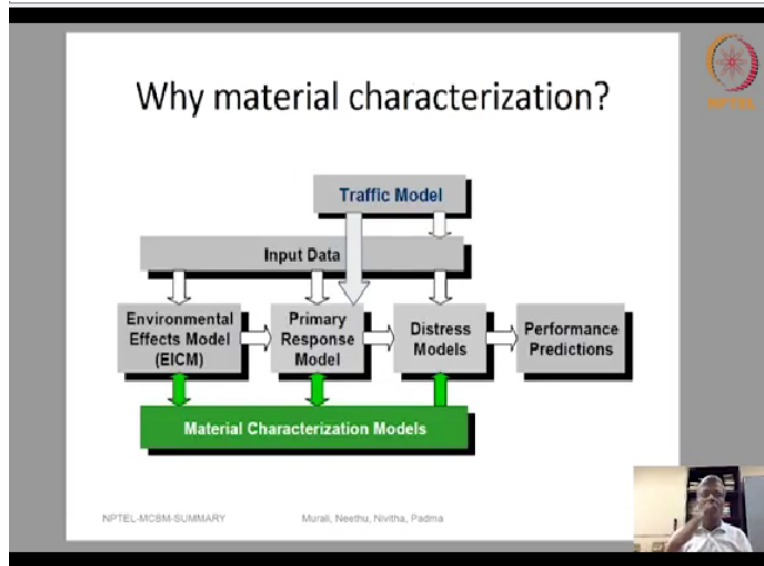 Why material characterization?
NPTEL
Traffic Model
Input Data
Environmental
Effects Model
(EICM)
Primary
Response
Model
Distress
Models
Performance
Predictions
Material Characterization Models
NPTEL-MCBM-SUMMARY
Murali, Neethu, Nivitha, Padma